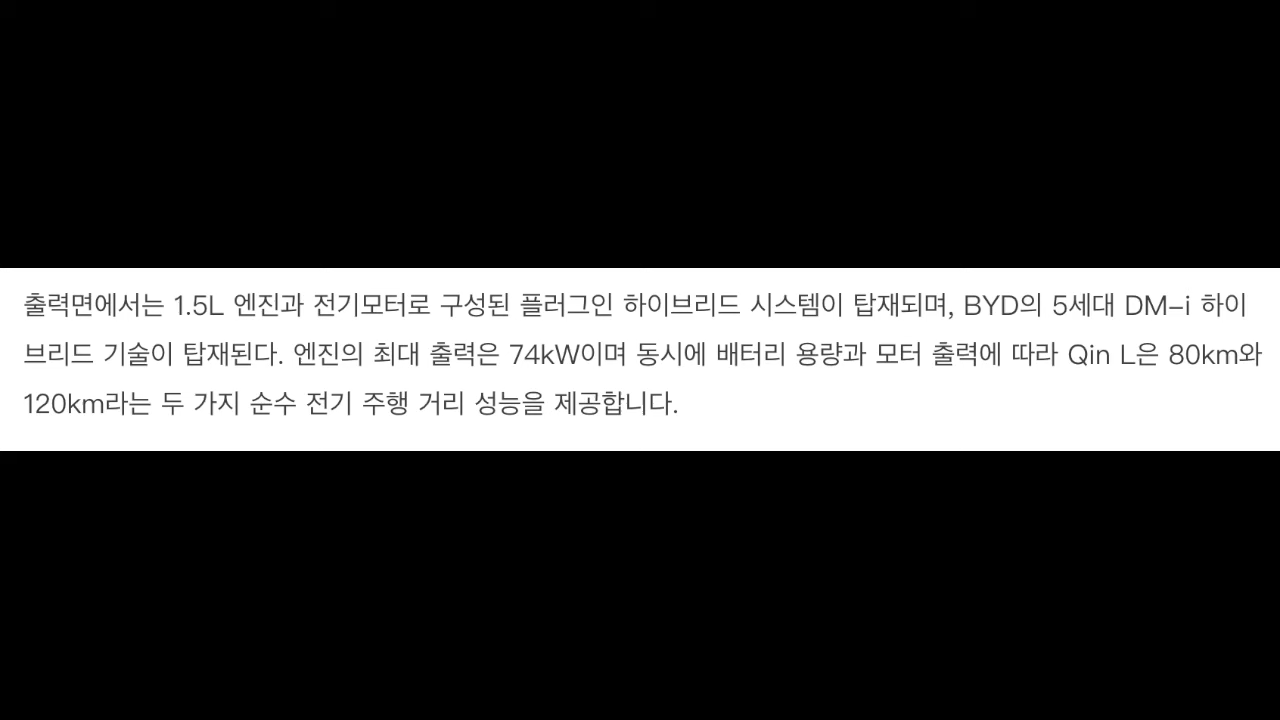 출력면에서는 1.5L 엔진과 전기모터로 구성된 플러그인 하이브리드 시스템이 탑재되며, BYD의 5세대 DM-i 하이
브리드 기술이 탑재된다. 엔진의 최대 출력은 74kW이며 동시에 배터리 용량과 모터 출력에 따라 Qin L은 80km와
120km라는 두 가지 순수 전기 주행 거리 성능을 제공합니다.